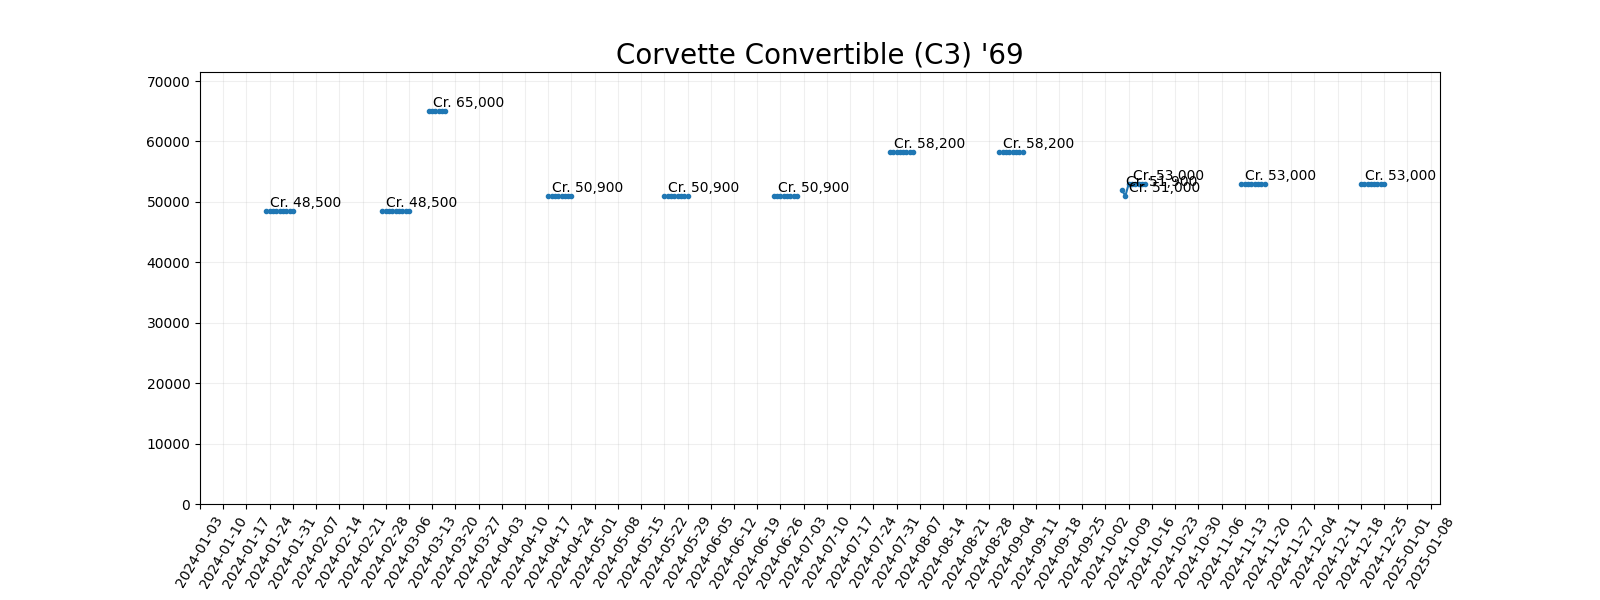 Corvette Convertible (C3) '69
70000
Cr. 65,000
60000
Cr. 58,200 Cr. 58,200
Cr. 53,000 Cr. 53,000 Cr. 53,000
Cr. 51,900
Cr. 50,900 Cr. 50,900 Cr. 50,900 Cr. 51,000
50000
Cr. 48,500 Cr. 48,500
40000
30000
20000
10000
0
2024-01-03 2024-01-10 2024-01-17 2024-01-24 2024-01-31 2024-02-07 2024-02-14 2024-02-21 2024-02-28 2024-03-06 2024-03-13 2024-03-20 2024-03-27 2024-04-03 2024-04-10 2024-04-17 2024-04-24 2024-05-01 2024-05-08 2024-05-15 2024-05-22 2024-05-29 2024-06-05 2024-06-12 2024-06-19 2024-06-26 2024-07-03 2024-07-10 2024-07-17 2024-07-24 2024-07-31 2024-08-07 2024-08-14 2024-08-21 2024-08-28 2024-09-04 2024-09-11 2024-09-18 2024-09-25 2024-10-02 2024-10-09 2024-10-16 2024-10-23 2024-10-30 2024-11-06 2024-11-13 2024-11-20 2024-11-27 2024-12-04 2024-12-11 2024-12-18 2024-12-25 2025-01-01 2025-01-08